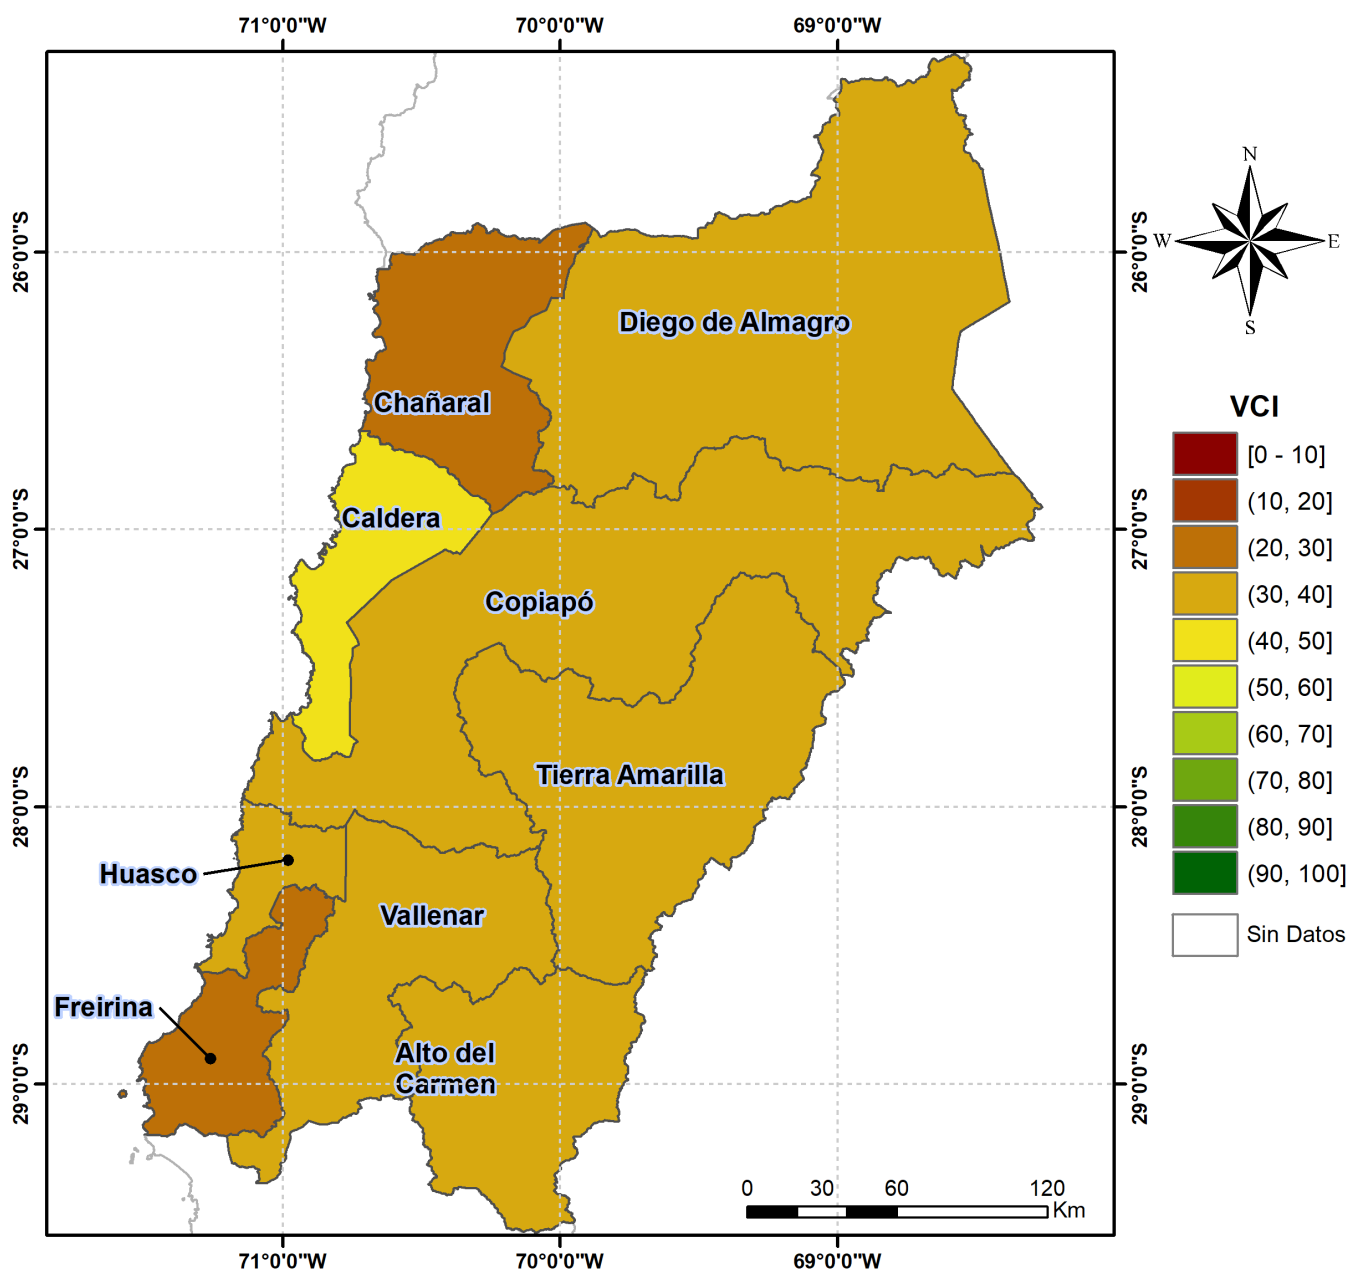 71°0'0"W 70°0'0"W 69°0'0"W
26°0'0"S
27°0'0"S
28°0'0"S
29°0'0"S
Diego de Almagro
Chañaral
Caldera
Copiapó
Tierra Amarilla
Huasco
Vallenar
Freirina
Alto del
Carmen
0 30 60 120
Km
71°0'0"W 70°0'0"W 69°0'0"W
26°0'0"S
27°0'0"S
28°0'0"S
29°0'0"S
N
W E
S
VCI
[0 - 10]
(10, 20]
(20, 30]
(30, 40]
(40, 50]
(50, 60]
(60, 70]
(70, 80]
(80, 90]
(90, 100]
Sin Datos